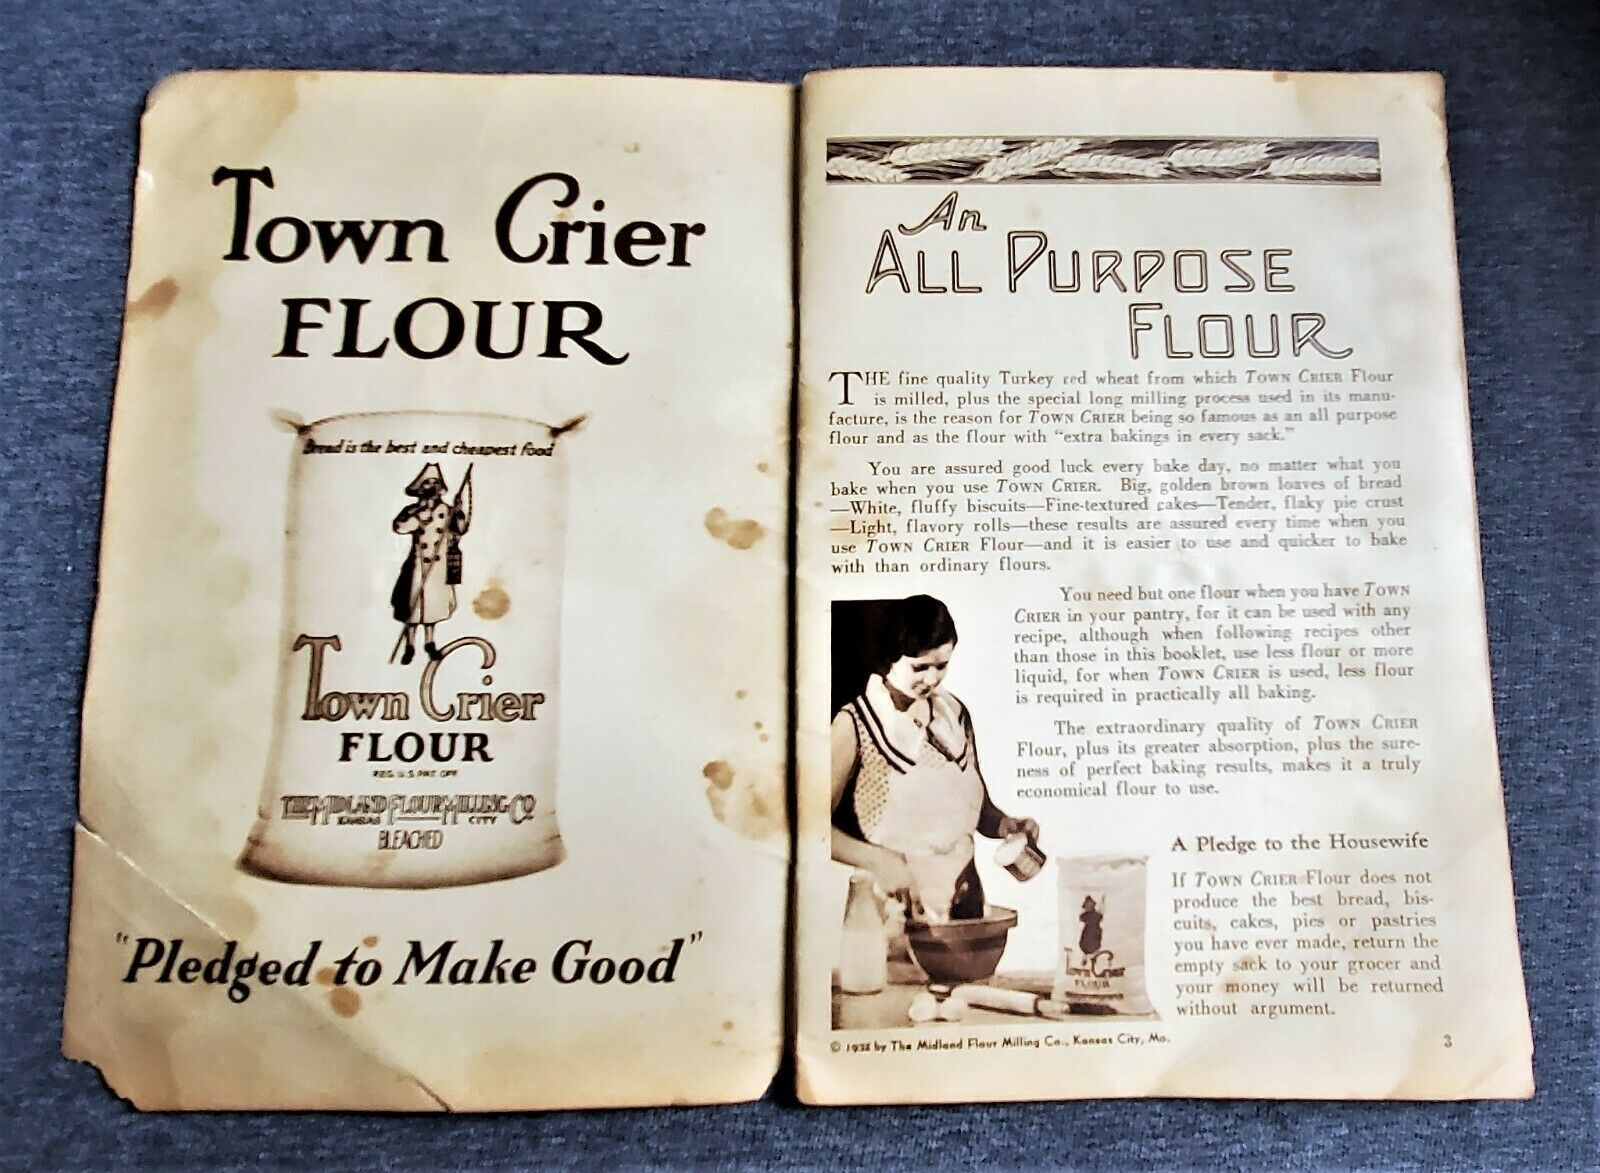 Town Crier
FLOUR
Bread is the best and cheapest food
Town Crier
FLOUR
REG. U.S. PAT. OFF.
THE MIDLAND FLOUR MILLING CO
KANSAS CITY
BLEACHED
"Pledged to Make Good"
An
ALL PURPOSE
FLOUR
THE fine quality Turkey red wheat from which TOWN CRIER Flour
is milled, plus the special long milling process used in its manu-
facture, is the reason for TOWN CRIER being so famous as an all purpose
flour and as the flour with "extra bakings in every sack."
You are assured good luck every bake day, no matter what you
bake when you use TOWN CRIER. Big, golden brown loaves of bread
—White, fluffy biscuits—Fine-textured cakes—Tender, flaky pie crust
—Light, flavory rolls—these results are assured every time when you
use TOWN CRIER Flour—and it is easier to use and quicker to bake
with than ordinary flours.
You need but one flour when you have TOWN
CRIER in your pantry, for it can be used with any
recipe, although when following recipes other
than those in this booklet, use less flour or more
liquid, for when TOWN CRIER is used, less flour
is required in practically all baking.
The extraordinary quality of TOWN CRIER
Flour, plus its greater absorption, plus the sure-
ness of perfect baking results, makes it a truly
economical flour to use.
A Pledge to the Housewife
If TOWN CRIER Flour does not
produce the best bread, bis-
cuits, cakes, pies or pastries
you have ever made, return the
empty sack to your grocer and
your money will be returned
without argument.
Town Crier
FLOUR
© by The Midland Flour Milling Co., Kansas City, Mo.
3